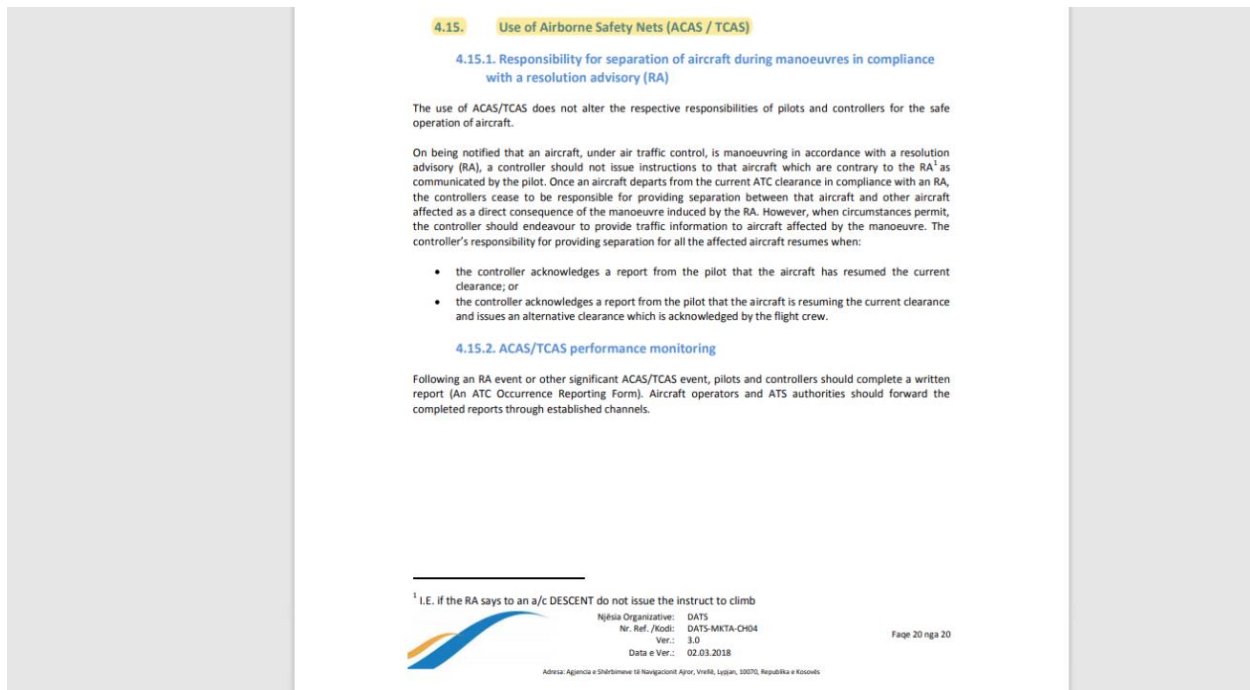 4.15. Use of Airborne Safety Nets (ACAS / TCAS)
4.15.1. Responsibility for separation of aircraft during manoeuvres in compliance
with a resolution advisory (RA)
The use of ACAS/TCAS does not alter the respective responsibilities of pilots and controllers for the safe
operation of aircraft.
On being notified that an aircraft, under air traffic control, is manoeuvring in accordance with a resolution
advisory (RA), a controller should not issue instructions to that aircraft which are contrary to the RA¹ as
communicated by the pilot. Once an aircraft departs from the current ATC clearance in compliance with an RA,
the controllers cease to be responsible for providing separation between that aircraft and other aircraft
affected as a direct consequence of the manoeuvre induced by the RA. However, when circumstances permit,
the controller should endeavour to provide traffic information to aircraft affected by the manoeuvre. The
controller's responsibility for providing separation for all the affected aircraft resumes when:
• the controller acknowledges a report from the pilot that the aircraft has resumed the current
clearance; or
• the controller acknowledges a report from the pilot that the aircraft is resuming the current clearance
and issues an alternative clearance which is acknowledged by the flight crew.
4.15.2. ACAS/TCAS performance monitoring
Following an RA event or other significant ACAS/TCAS event, pilots and controllers should complete a written
report (An ATC Occurrence Reporting Form). Aircraft operators and ATS authorities should forward the
completed reports through established channels.
¹ I.E. if the RA says to an a/c DESCENT do not issue the instruct to climb
Njësia Organizative: DATS
Nr. Ref. /Kodi: DATS-MKTA-CH04
Ver.: 3.0
Data e Ver.: 02.03.2018
Faqe 20 nga 20
Adresa: Agjencia e Shërbimeve të Navigacionit Ajror, Vrellë, Lypjan, 10070, Republika e Kosovës